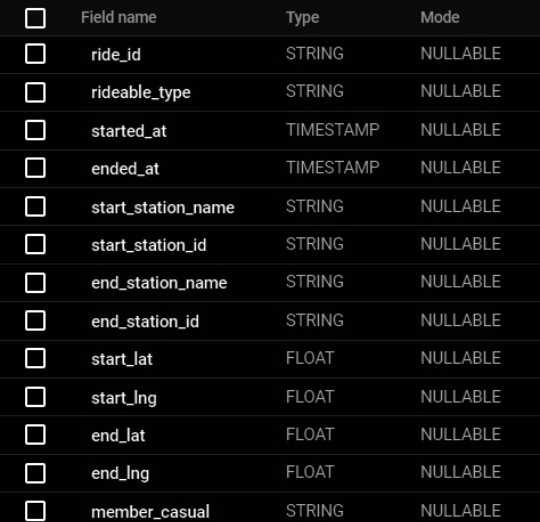 Field name Type Mode
ride_id STRING NULLABLE
rideable_type STRING NULLABLE
started_at TIMESTAMP NULLABLE
ended_at TIMESTAMP NULLABLE
start_station_name STRING NULLABLE
start_station_id STRING NULLABLE
end_station_name STRING NULLABLE
end_station_id STRING NULLABLE
start_lat FLOAT NULLABLE
start_lng FLOAT NULLABLE
end_lat FLOAT NULLABLE
end_lng FLOAT NULLABLE
member_casual STRING NULLABLE